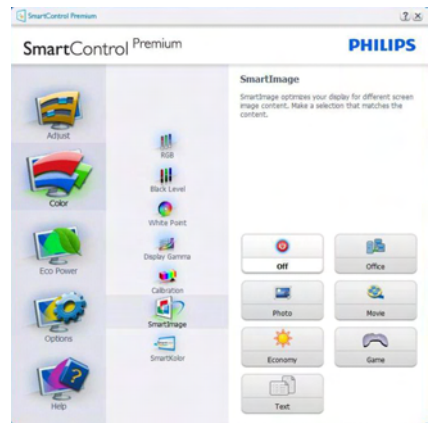 SmartControl Premium
SmartControl Premium
PHILIPS
Adjust
Color
Eco Power
Options
Help
RGB
Black Level
White Point
Display Gamma
Calibration
SmartImage
SmartKolor
SmartImage
SmartImage optimizes your display for different screen
image content. Make a selection that matches the
content.
Off
Office
Photo
Movie
Economy
Game
Text